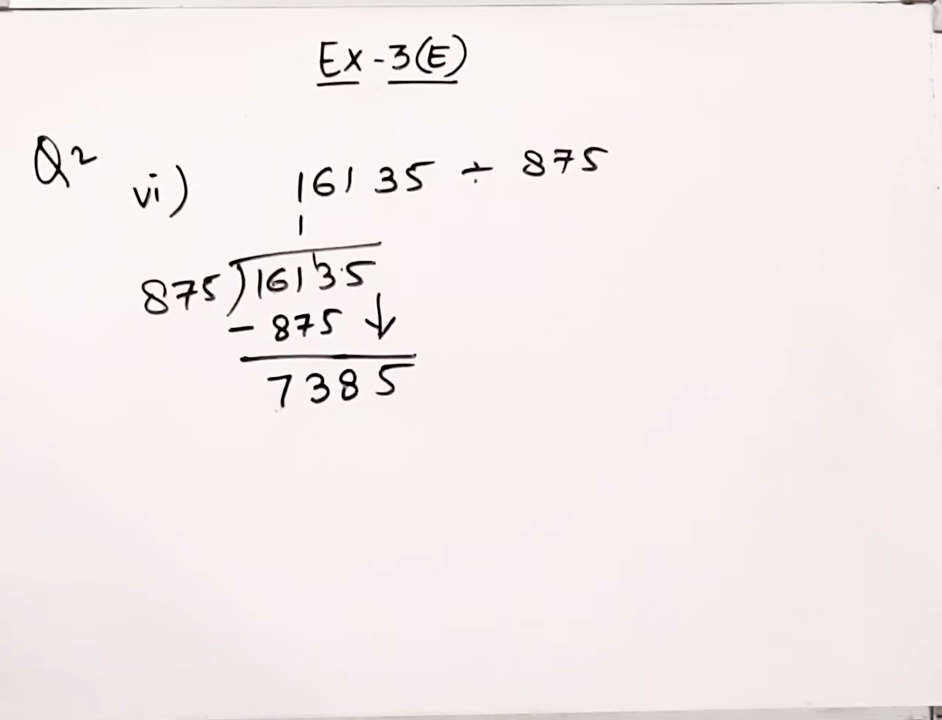 Ex-3(E)
Q2
vi) 16135 ÷ 875
1
875)16135
- 875 ↓
7385